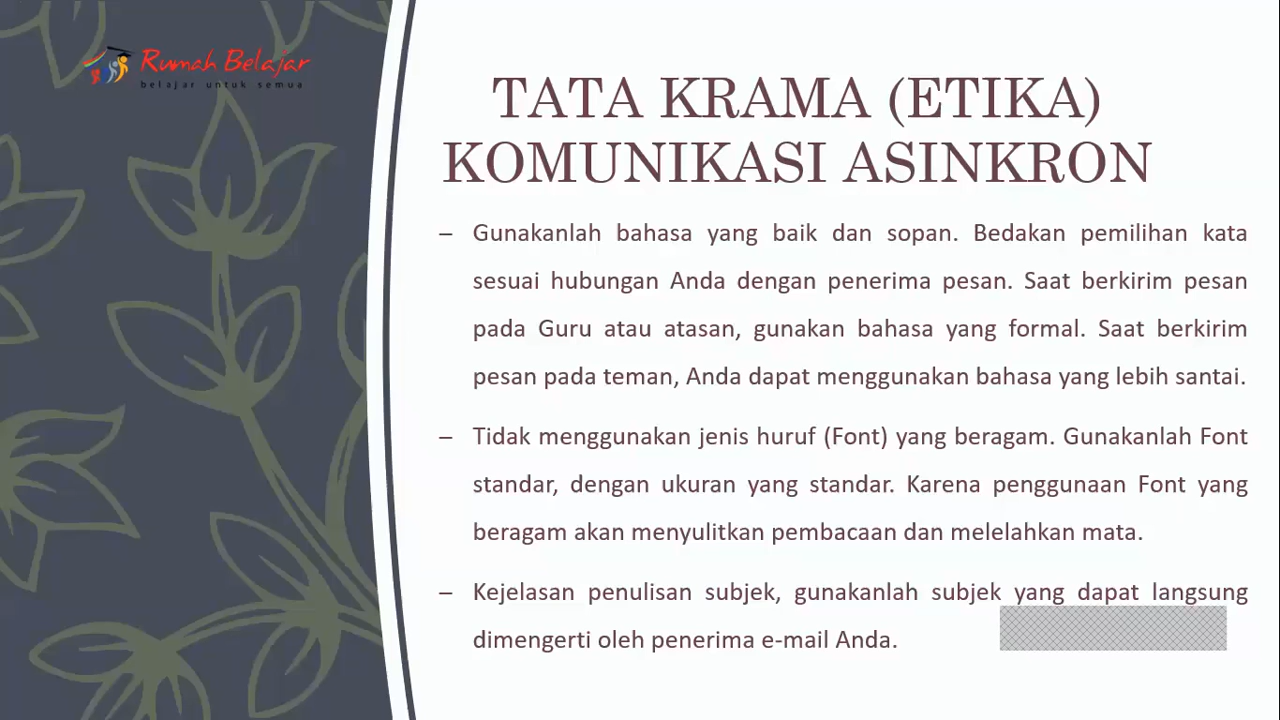 Rumah Belajar
belajar untuk semua
TATA KRAMA (ETIKA)
KOMUNIKASI ASINKRON
– Gunakanlah bahasa yang baik dan sopan. Bedakan pemilihan kata
sesuai hubungan Anda dengan penerima pesan. Saat berkirim pesan
pada Guru atau atasan, gunakan bahasa yang formal. Saat berkirim
pesan pada teman, Anda dapat menggunakan bahasa yang lebih santai.
– Tidak menggunakan jenis huruf (Font) yang beragam. Gunakanlah Font
standar, dengan ukuran yang standar. Karena penggunaan Font yang
beragam akan menyulitkan pembacaan dan melelahkan mata.
– Kejelasan penulisan subjek, gunakanlah subjek yang dapat langsung
dimengerti oleh penerima e-mail Anda.